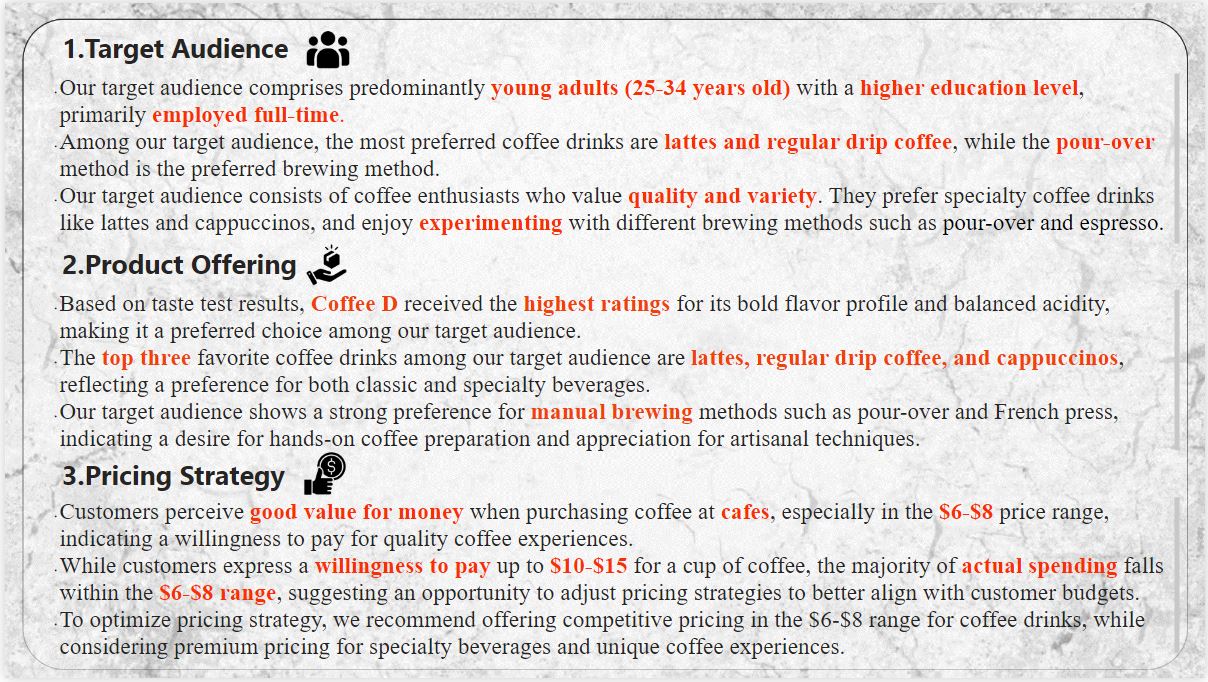 1.Target Audience
·Our target audience comprises predominantly young adults (25-34 years old) with a higher education level,
primarily employed full-time.
·Among our target audience, the most preferred coffee drinks are lattes and regular drip coffee, while the pour-over
method is the preferred brewing method.
·Our target audience consists of coffee enthusiasts who value quality and variety. They prefer specialty coffee drinks
like lattes and cappuccinos, and enjoy experimenting with different brewing methods such as pour-over and espresso.
2.Product Offering
·Based on taste test results, Coffee D received the highest ratings for its bold flavor profile and balanced acidity,
making it a preferred choice among our target audience.
·The top three favorite coffee drinks among our target audience are lattes, regular drip coffee, and cappuccinos,
reflecting a preference for both classic and specialty beverages.
·Our target audience shows a strong preference for manual brewing methods such as pour-over and French press,
indicating a desire for hands-on coffee preparation and appreciation for artisanal techniques.
3.Pricing Strategy
$
·Customers perceive good value for money when purchasing coffee at cafes, especially in the $6-$8 price range,
indicating a willingness to pay for quality coffee experiences.
·While customers express a willingness to pay up to $10-$15 for a cup of coffee, the majority of actual spending falls
within the $6-$8 range, suggesting an opportunity to adjust pricing strategies to better align with customer budgets.
·To optimize pricing strategy, we recommend offering competitive pricing in the $6-$8 range for coffee drinks, while
considering premium pricing for specialty beverages and unique coffee experiences.